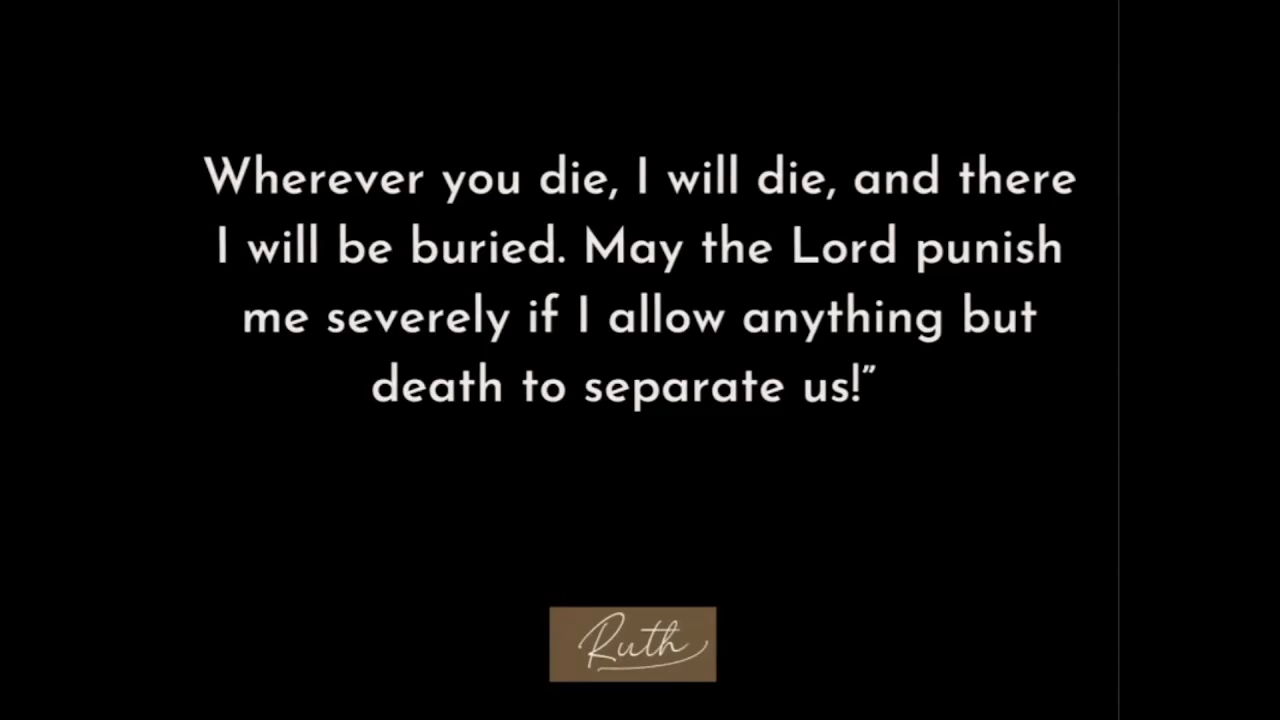 Wherever you die, I will die, and there
I will be buried. May the Lord punish
me severely if I allow anything but
death to separate us!”
Ruth